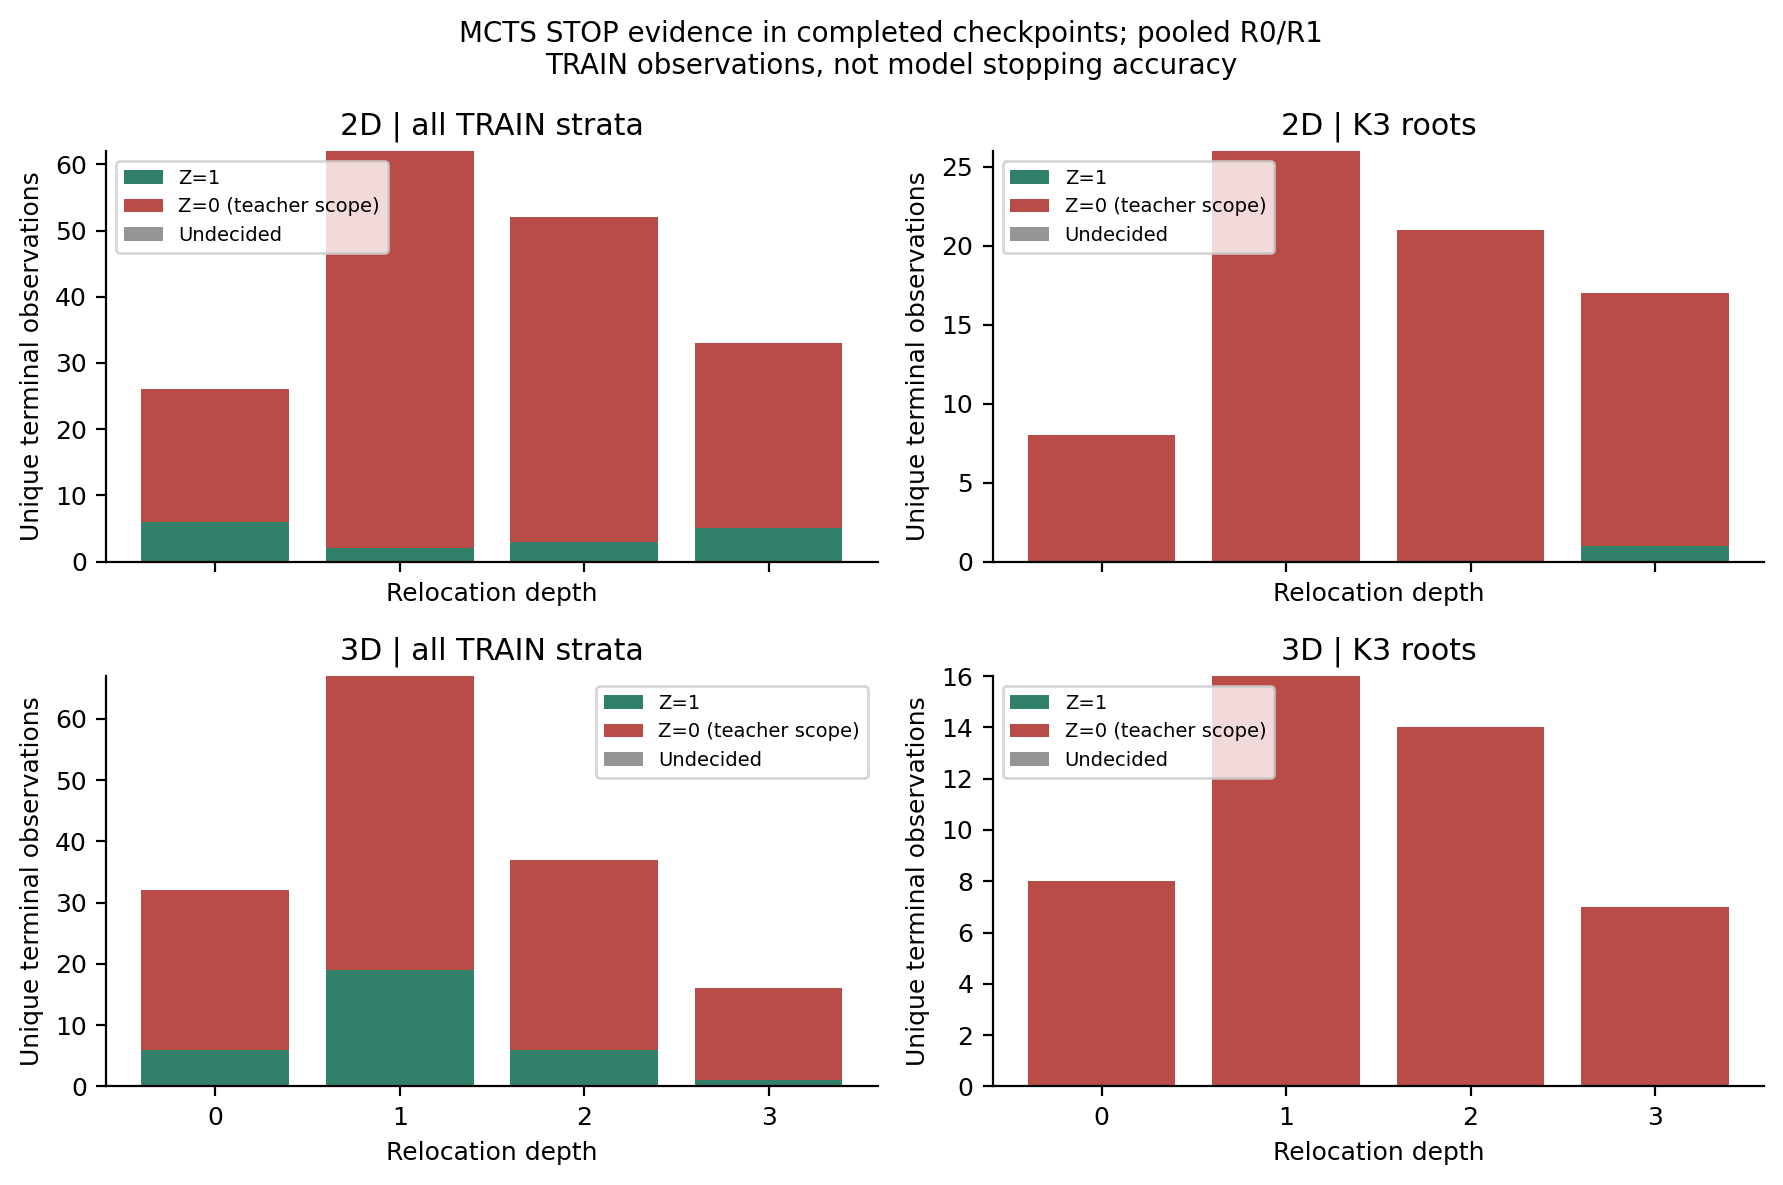 MCTS STOP evidence in completed checkpoints; pooled R0/R1
TRAIN observations, not model stopping accuracy
2D | all TRAIN strata
Unique terminal observations
60
50
40
30
20
10
0
Z=1
Z=0 (teacher scope)
Undecided
Relocation depth
2D | K3 roots
Unique terminal observations
25
20
15
10
5
0
Z=1
Z=0 (teacher scope)
Undecided
Relocation depth
3D | all TRAIN strata
Unique terminal observations
60
50
40
30
20
10
0
Z=1
Z=0 (teacher scope)
Undecided
0 1 2 3
Relocation depth
3D | K3 roots
Unique terminal observations
16
14
12
10
8
6
4
2
0
Z=1
Z=0 (teacher scope)
Undecided
0 1 2 3
Relocation depth